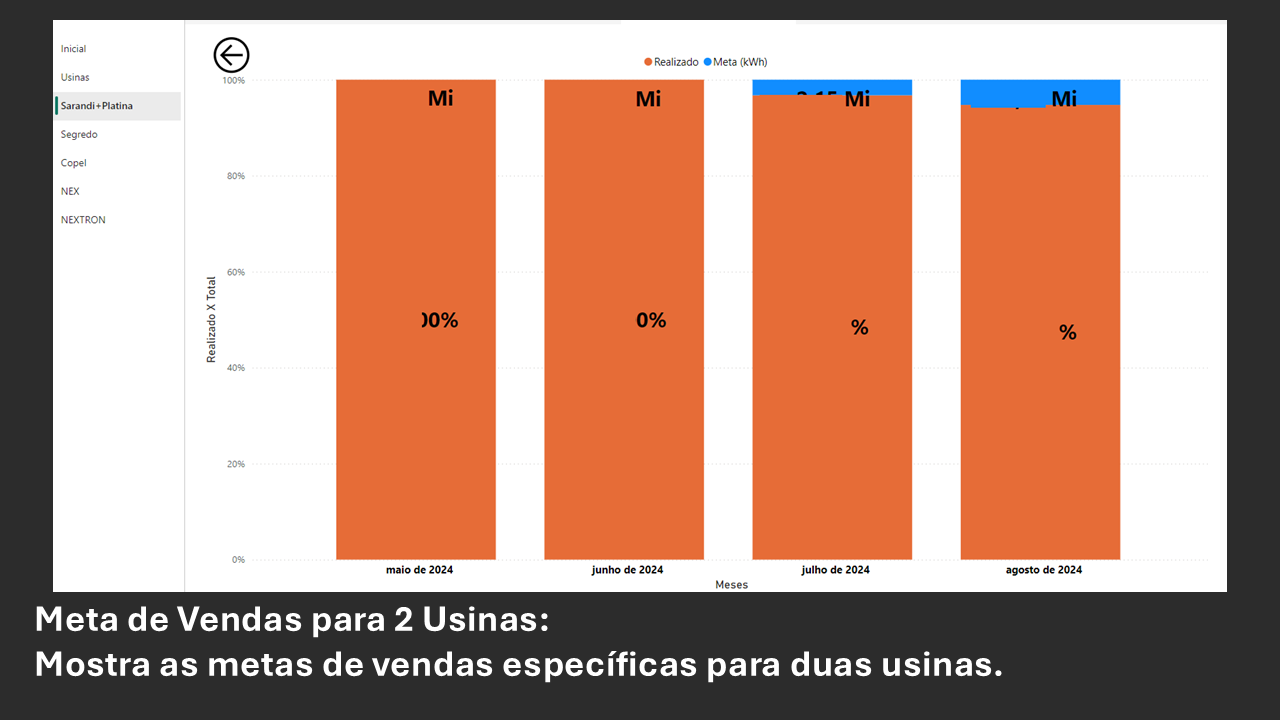 Inicial
Usinas
Sarandi+Platina
Segredo
Copel
NEX
NEXTRON
Realizado Meta (kWh)
100%
80%
60%
40%
20%
0%
Realizado X Total
Mi
Mi
Mi
Mi
00%
0%
%
%
maio de 2024
junho de 2024
julho de 2024
agosto de 2024
Meses
Meta de Vendas para 2 Usinas:
Mostra as metas de vendas específicas para duas usinas.